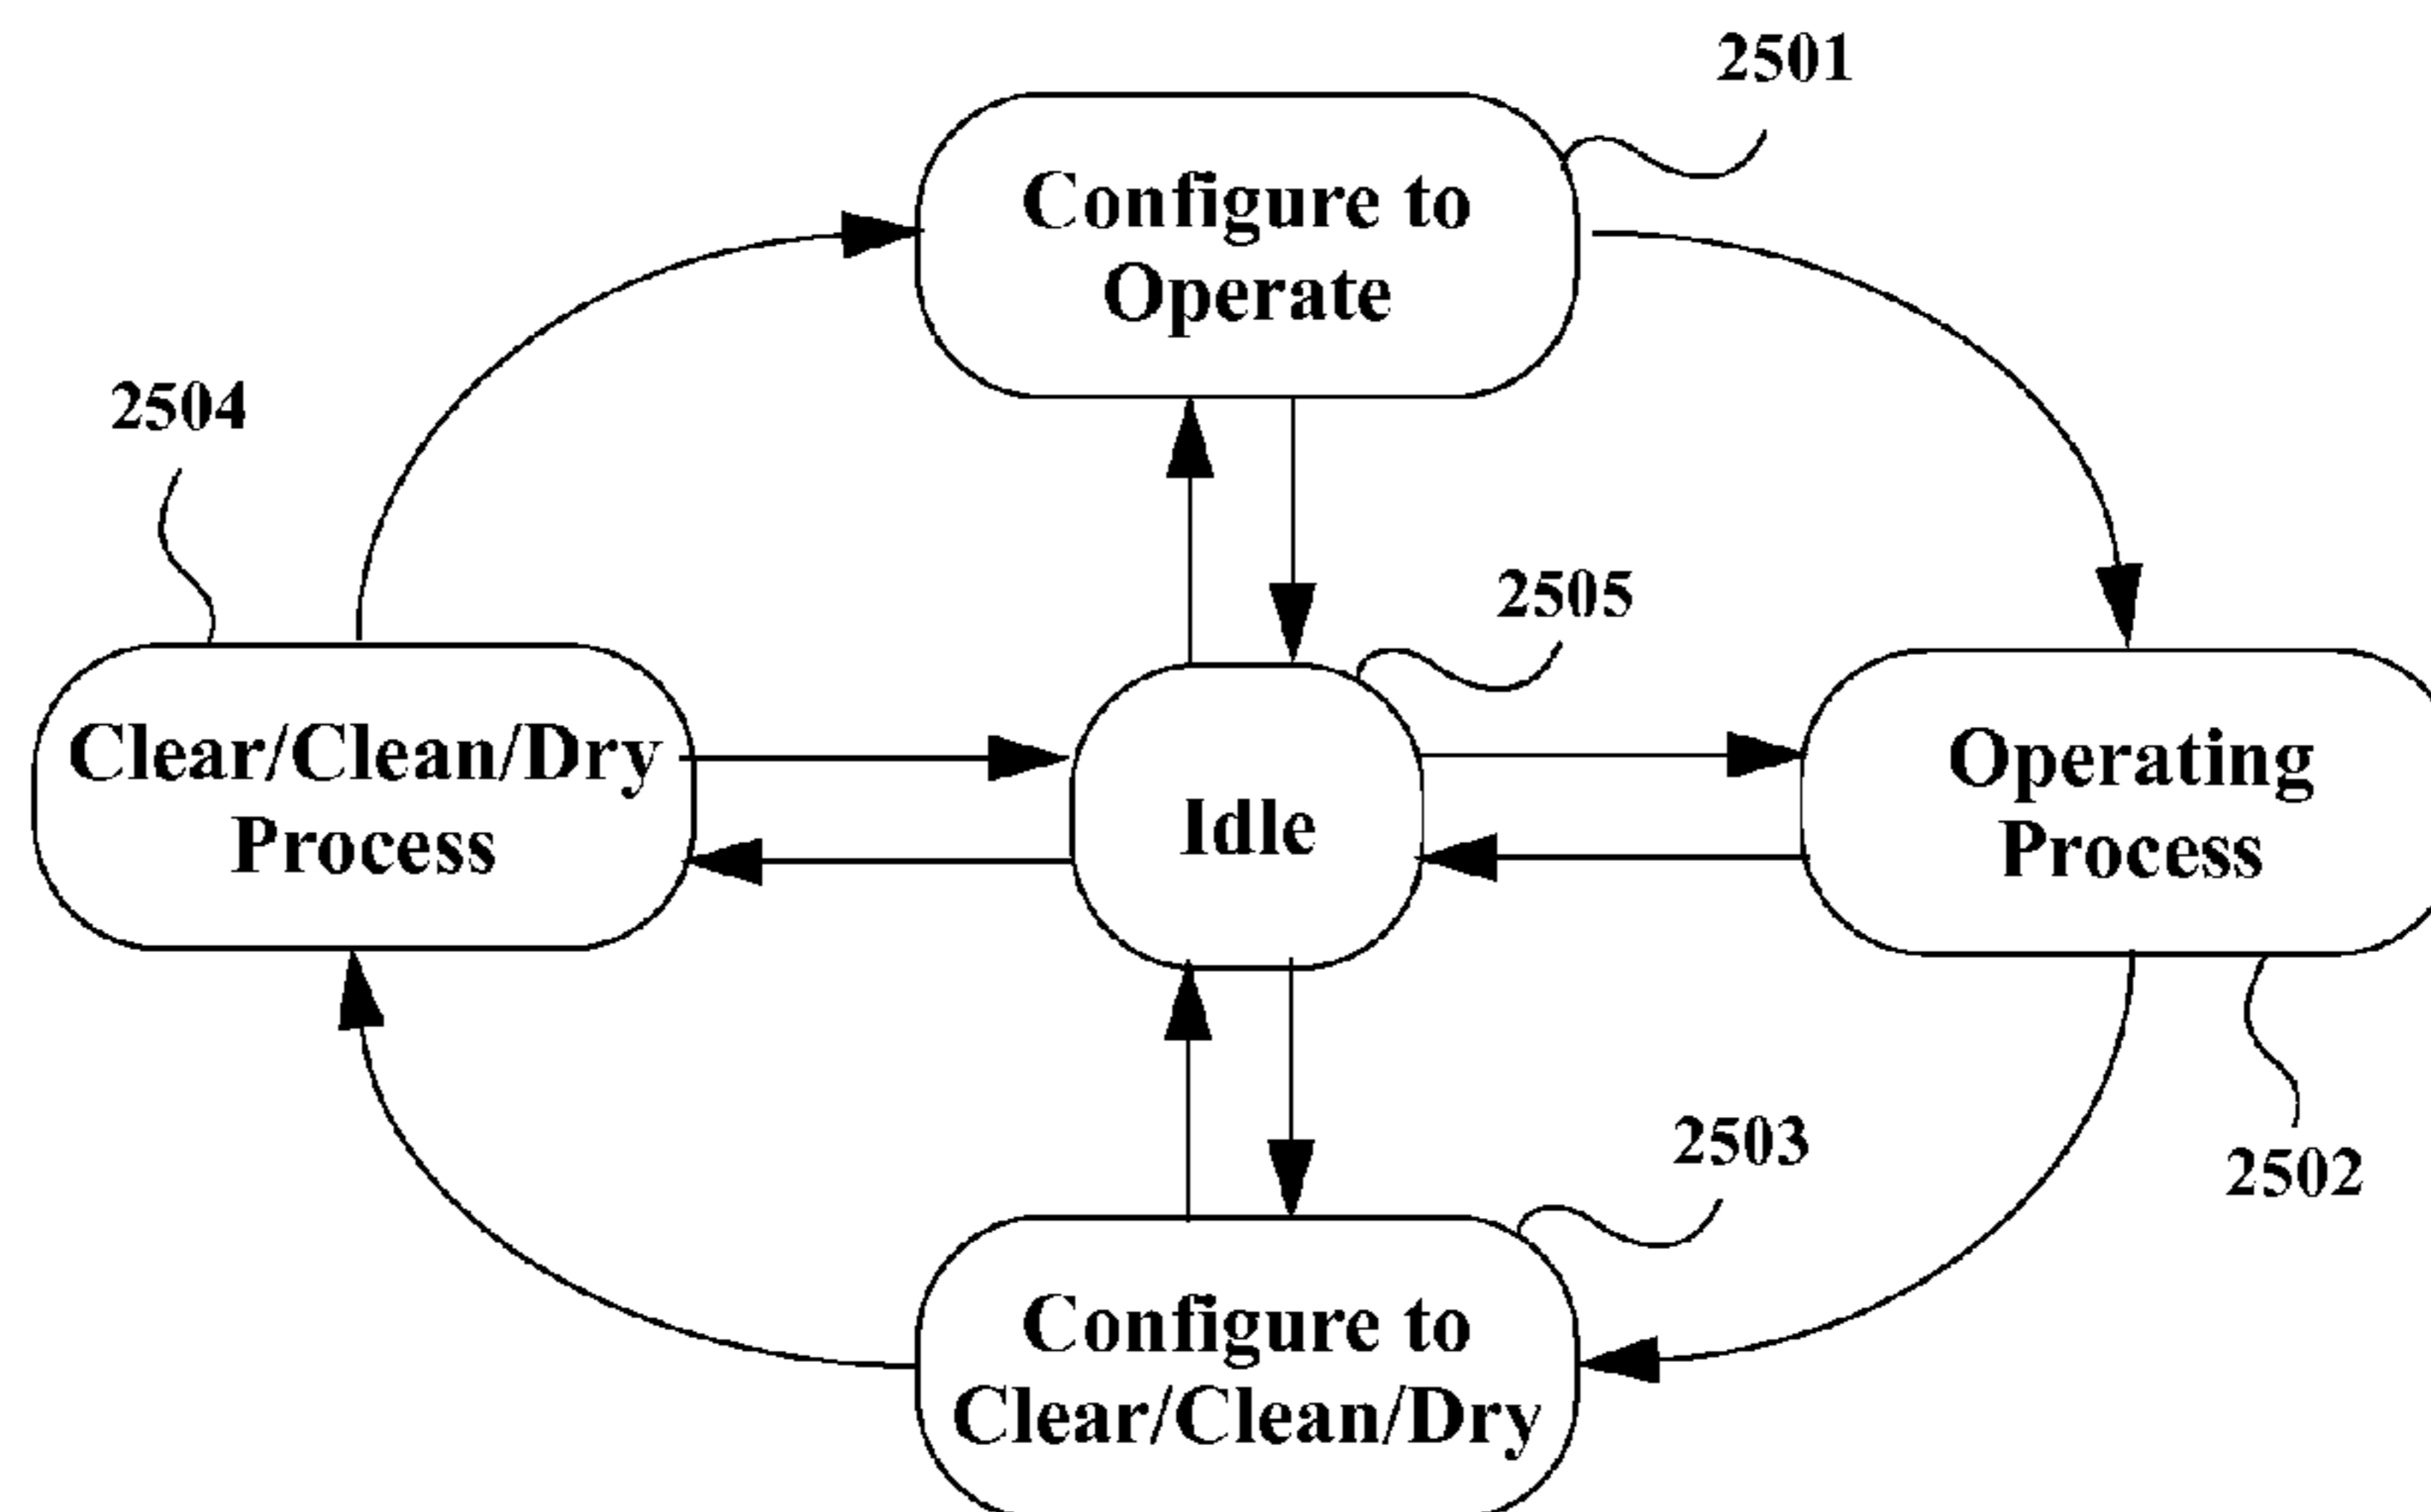 2501
Configure to
Operate
2504
2505
Clear/Clean/Dry
Process
Idle
Operating
Process
2503
2502
Configure to
Clear/Clean/Dry